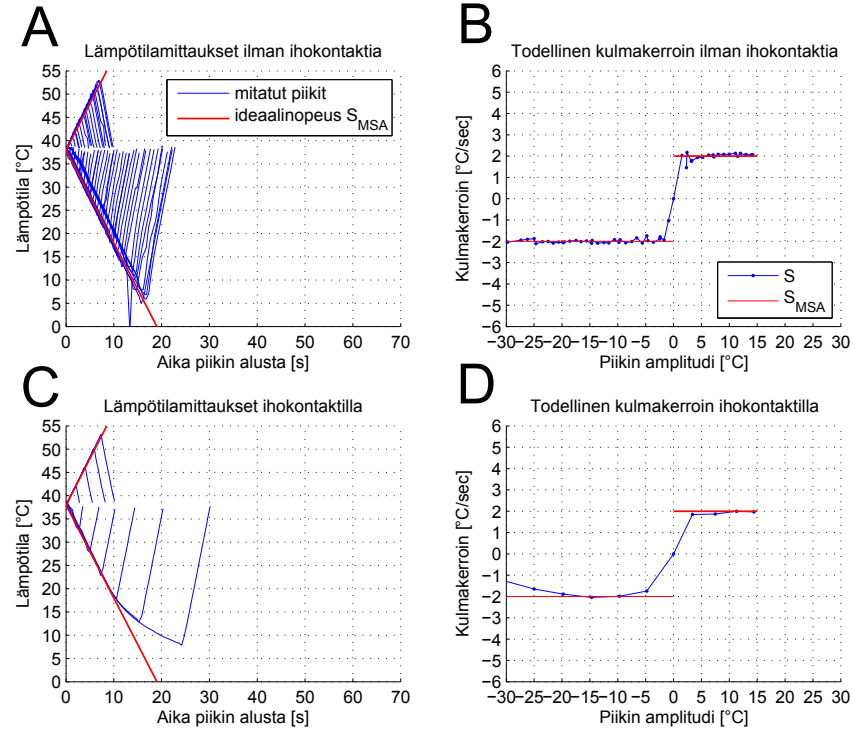 A
Lämpötilamittaukset ilman ihokontaktia
55
50
45
40
35
30
25
20
15
10
5
0
Lämpötila [°C]
mitatut piikit
ideaalinopeus S_MSA
0 10 20 30 40 50 60 70
Aika piikin alusta [s]
B
Todellinen kulmakerroin ilman ihokontaktia
6
5
4
3
2
1
0
−1
−2
−3
−4
−5
−6
Kulmakerroin [°C/sec]
S
S_MSA
−30 −25 −20 −15 −10 −5 0 5 10 15
Piikin amplitudi [°C]
C
Lämpötilamittaukset ihokontaktilla
55
50
45
40
35
30
25
20
15
10
5
0
Lämpötila [°C]
0 10 20 30 40 50 60 70
Aika piikin alusta [s]
D
Todellinen kulmakerroin ihokontaktilla
6
5
4
3
2
1
0
−1
−2
−3
−4
−5
−6
Kulmakerroin [°C/sec]
−30 −25 −20 −15 −10 −5 0 5 10 15
Piikin amplitudi [°C]